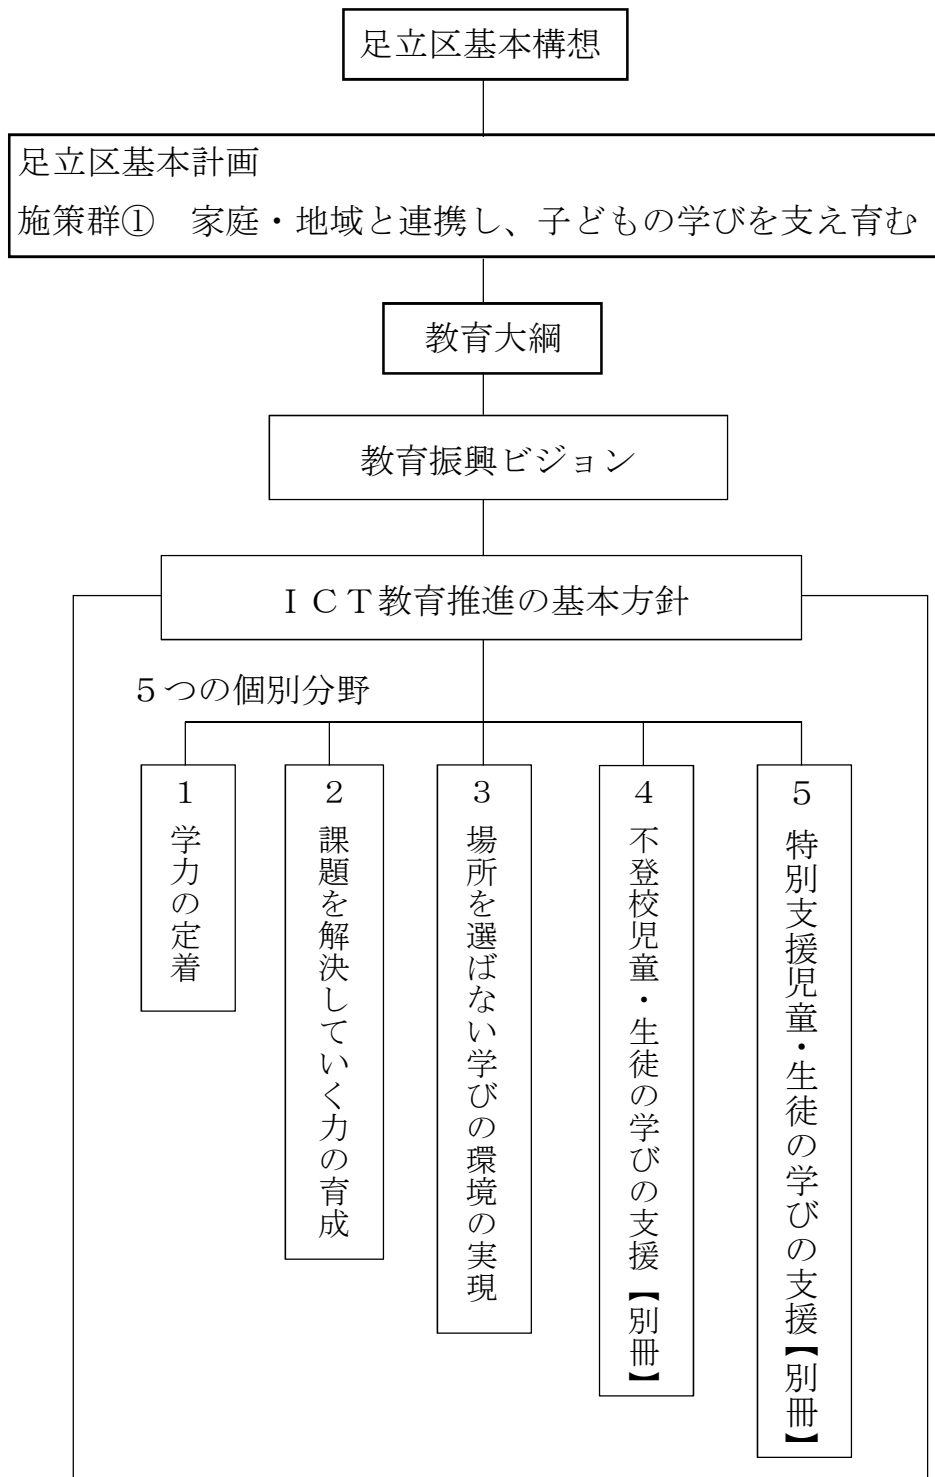 足立区基本構想
足立区基本計画
施策群① 家庭・地域と連携し、子どもの学びを支え育む
教育大綱
教育振興ビジョン
ＩＣＴ教育推進の基本方針
５つの個別分野
１ 学力の定着
２ 課題を解決していく力の育成
３ 場所を選ばない学びの環境の実現
４ 不登校児童・生徒の学びの支援【別冊】
５ 特別支援児童・生徒の学びの支援【別冊】